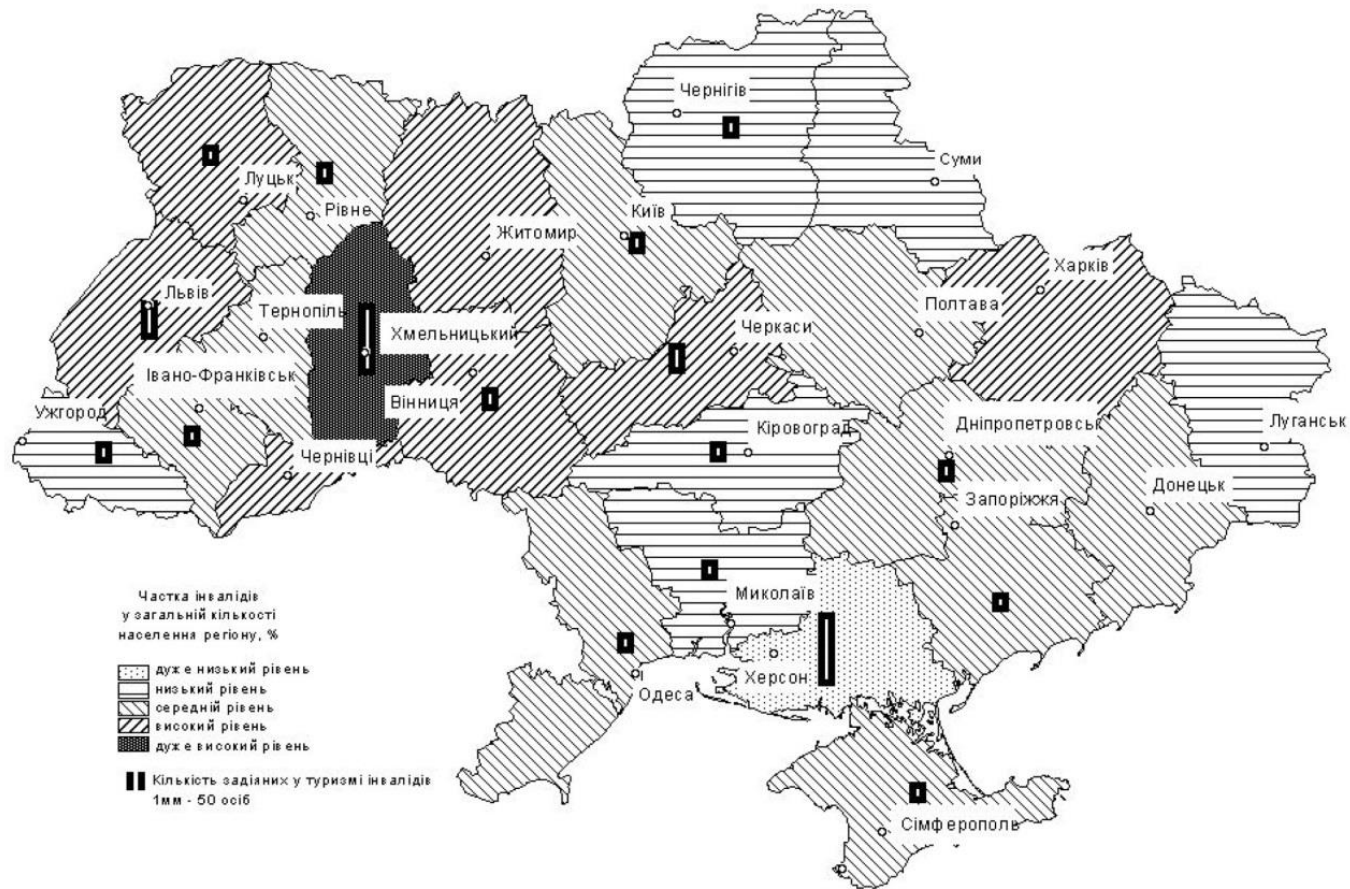 Чернігів
Суми
Луцьк
Рівне
Київ
Житомир
Харків
Львів
Тернопіль
Полтава
Хмельницький
Черкаси
Івано-Франківськ
Вінниця
Ужгород
Кіровоград
Дніпропетровськ
Луганськ
Чернівці
Запоріжжя
Донецьк
Миколаїв
Херсон
Одеса
Сімферополь
Частка інвалідів
у загальній кількості
населення регіону, %
дуже низький рівень
низький рівень
середній рівень
високий рівень
дуже високий рівень
Кількість задіяних у туризмі інвалідів
1мм - 50 осіб